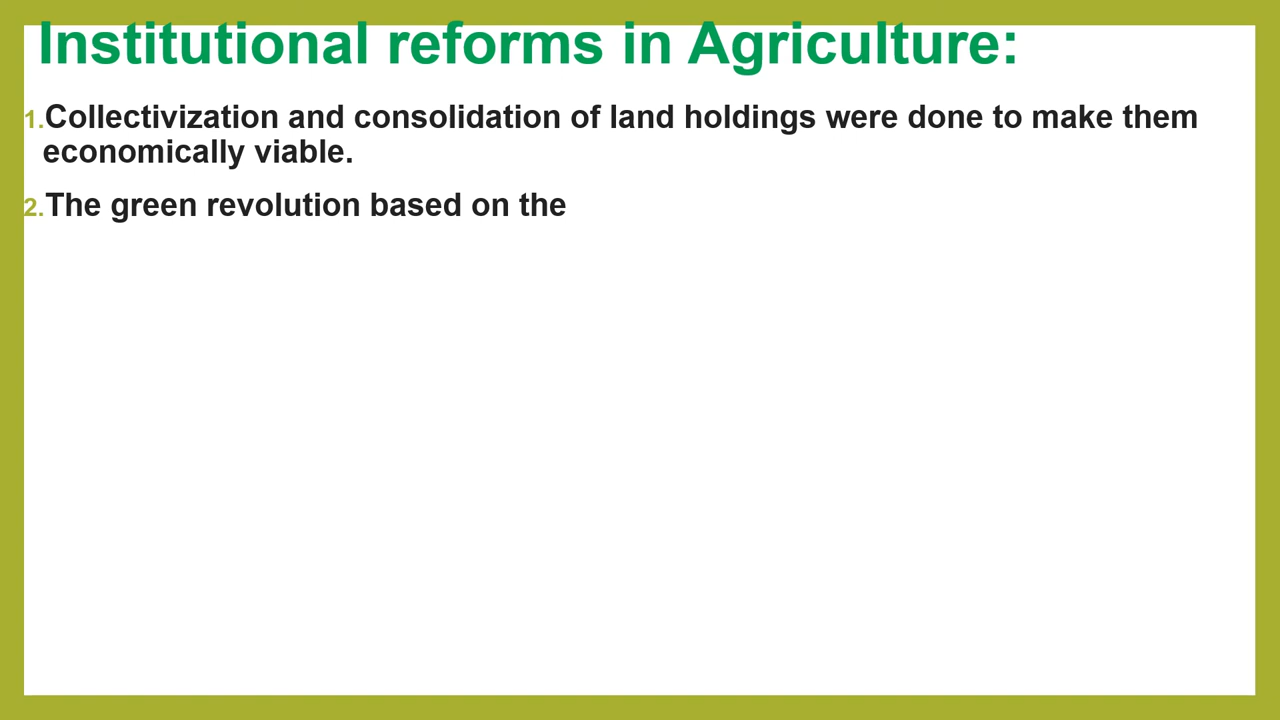 Institutional reforms in Agriculture:
1.Collectivization and consolidation of land holdings were done to make them
economically viable.
2.The green revolution based on the